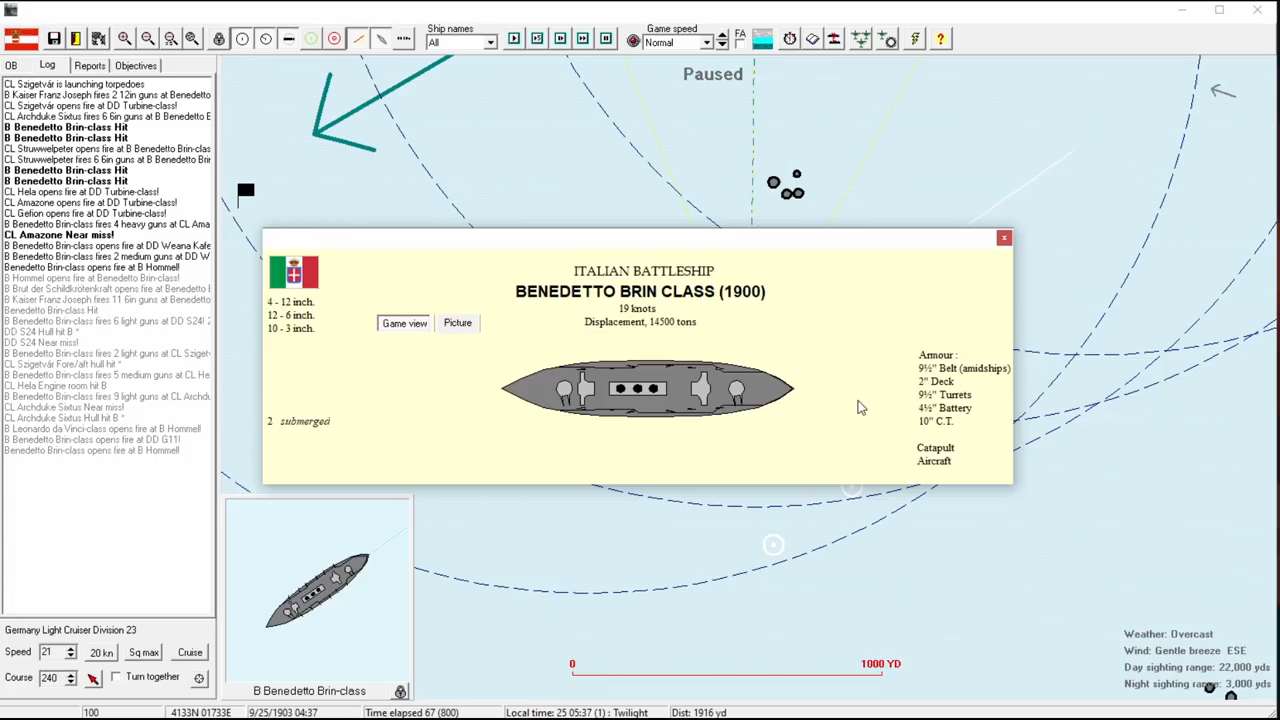 Ship names
All
Game speed
Normal
FA
OB
Log
Reports
Objectives
CL Szigetvár is launching torpedoes
B Kaiser Franz Joseph fires 2 12in guns at Benedetto
CL Szigetvár opens fire at DD Turbine-class!
CL Archduke Sixtus fires 6 6in guns at B Benedetto E
B Benedetto Brin-class Hit
B Benedetto Brin-class Hit
CL Struwwelpeter opens fire at B Benedetto Brin-clas
CL Struwwelpeter fires 6 6in guns at B Benedetto Brin
B Benedetto Brin-class Hit
B Benedetto Brin-class Hit
CL Hela opens fire at DD Turbine-class!
CL Amazone opens fire at DD Turbine-class!
CL Gefion opens fire at DD Turbine-class!
B Benedetto Brin-class fires 4 heavy guns at CL Ama
CL Amazone Near miss!
B Benedetto Brin-class opens fire at DD Weana Kafe
B Benedetto Brin-class fires 2 medium guns at DD W
Benedetto Brin-class opens fire at B Hommel!
B Hommel opens fire at Benedetto Brin-class!
B Brut der Schildkrötenkraft opens fire at Benedetto
B Kaiser Franz Joseph fires 11 6in guns at Benedetto
Benedetto Brin-class Hit
B Benedetto Brin-class fires 6 light guns at DD S24! 2
DD S24 Hull hit B *
DD S24 Near miss!
B Benedetto Brin-class fires 2 light guns at CL Sziget
CL Szigetvár Fore/aft hull hit *
B Benedetto Brin-class fires 5 medium guns at CL He
CL Hela Engine room hit B
B Benedetto Brin-class fires 9 light guns at CL Archdu
CL Archduke Sixtus Near miss!
CL Archduke Sixtus Hull hit B *
B Leonardo da Vinci-class opens fire at B Hommel!
B Benedetto Brin-class opens fire at DD G11!
Benedetto Brin-class opens fire at B Hommel!
Paused
ITALIAN BATTLESHIP
BENEDETTO BRIN CLASS (1900)
19 knots
Displacement, 14500 tons
4 - 12 inch.
12 - 6 inch.
10 - 3 inch.
Game view
Picture
2 submerged
Armour :
9½" Belt (amidships)
2" Deck
9½" Turrets
4½" Battery
10" C.T.
Catapult
Aircraft
B Benedetto Brin-class
Germany Light Cruiser Division 23
Speed 21 20 kn Sq max Cruise
Course 240 Turn together
0 1000 YD
Weather: Overcast
Wind: Gentle breeze ESE
Day sighting range: 22,000 yds
Night sighting range: 3,000 yds
100
4133N 01733E
9/25/1903 04:37
Time elapsed 67 (800)
Local time: 25 05:37 (1) : Twilight
Dist: 1916 yd